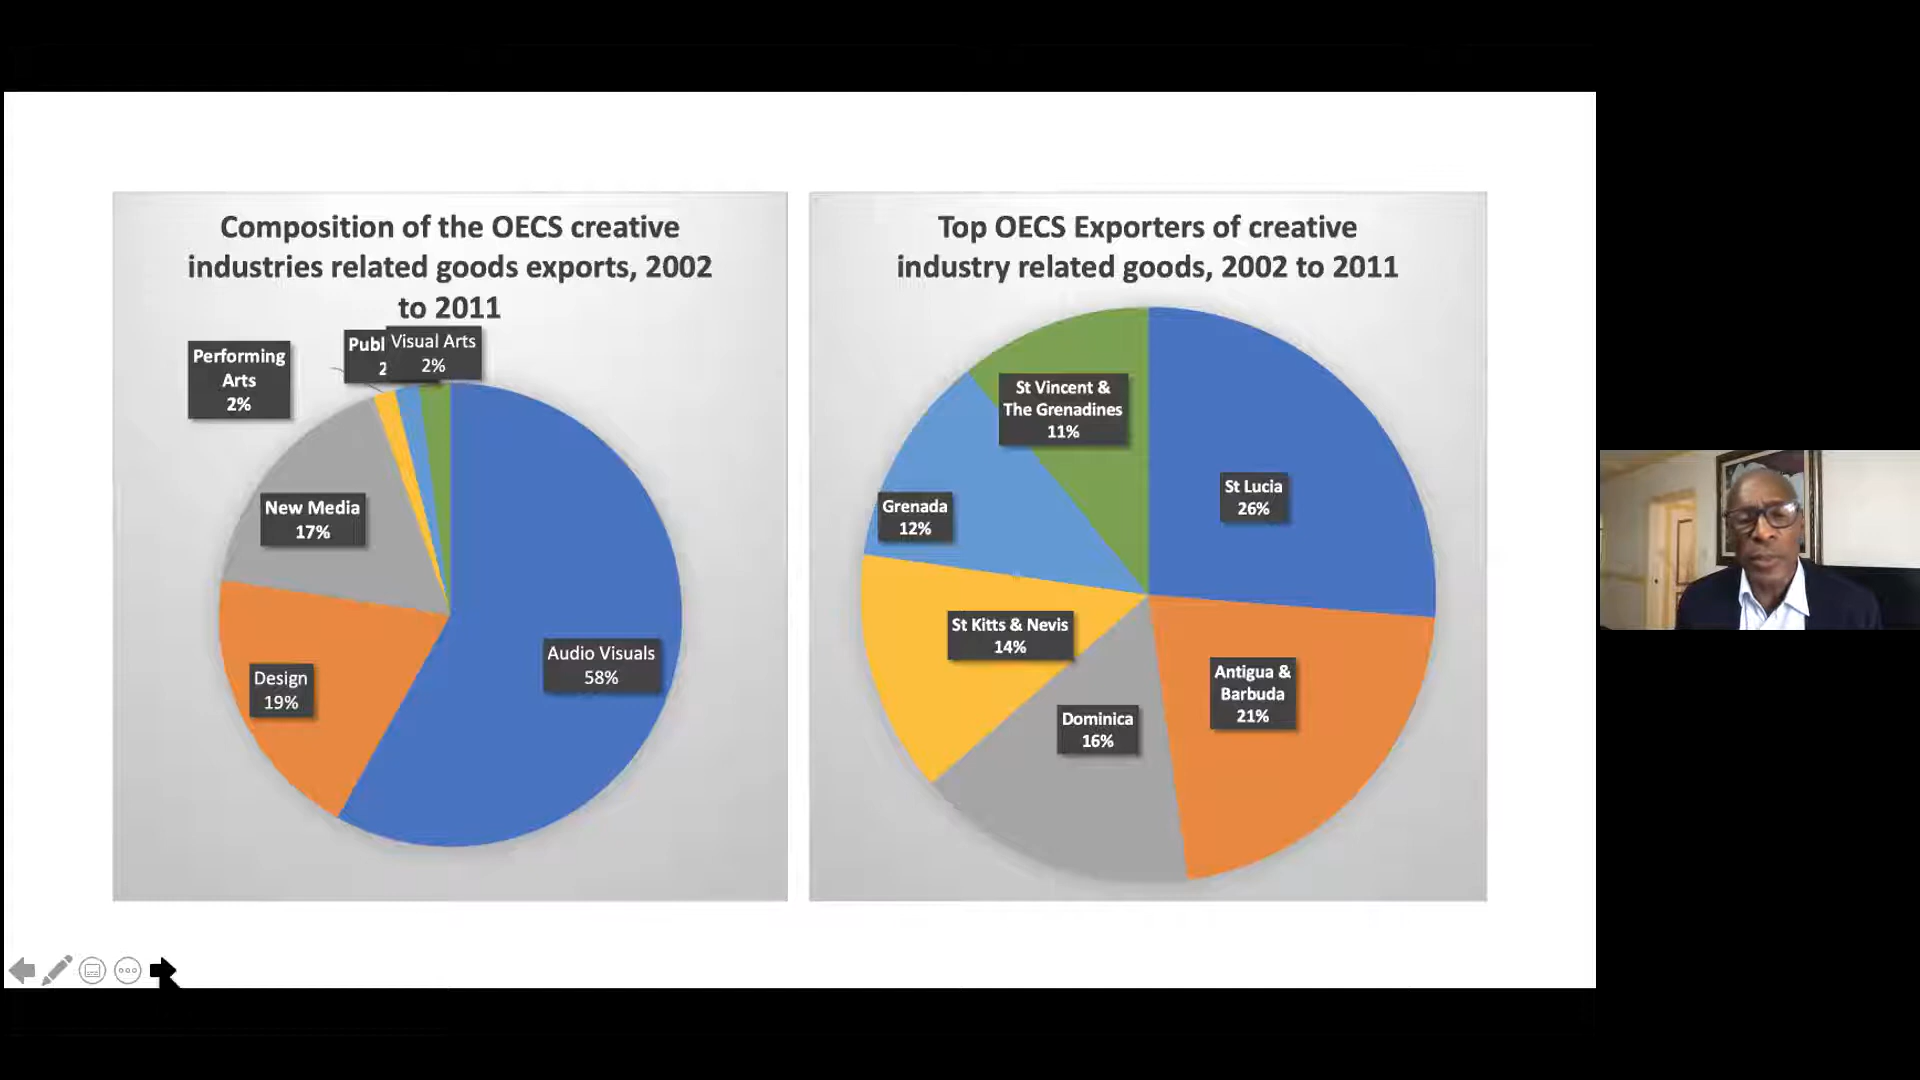 Composition of the OECS creative
industries related goods exports, 2002
to 2011
Performing
Arts
2%
Publ
2
Visual Arts
2%
New Media
17%
Design
19%
Audio Visuals
58%
Top OECS Exporters of creative
industry related goods, 2002 to 2011
St Vincent &
The Grenadines
11%
St Lucia
26%
Grenada
12%
St Kitts & Nevis
14%
Antigua &
Barbuda
21%
Dominica
16%